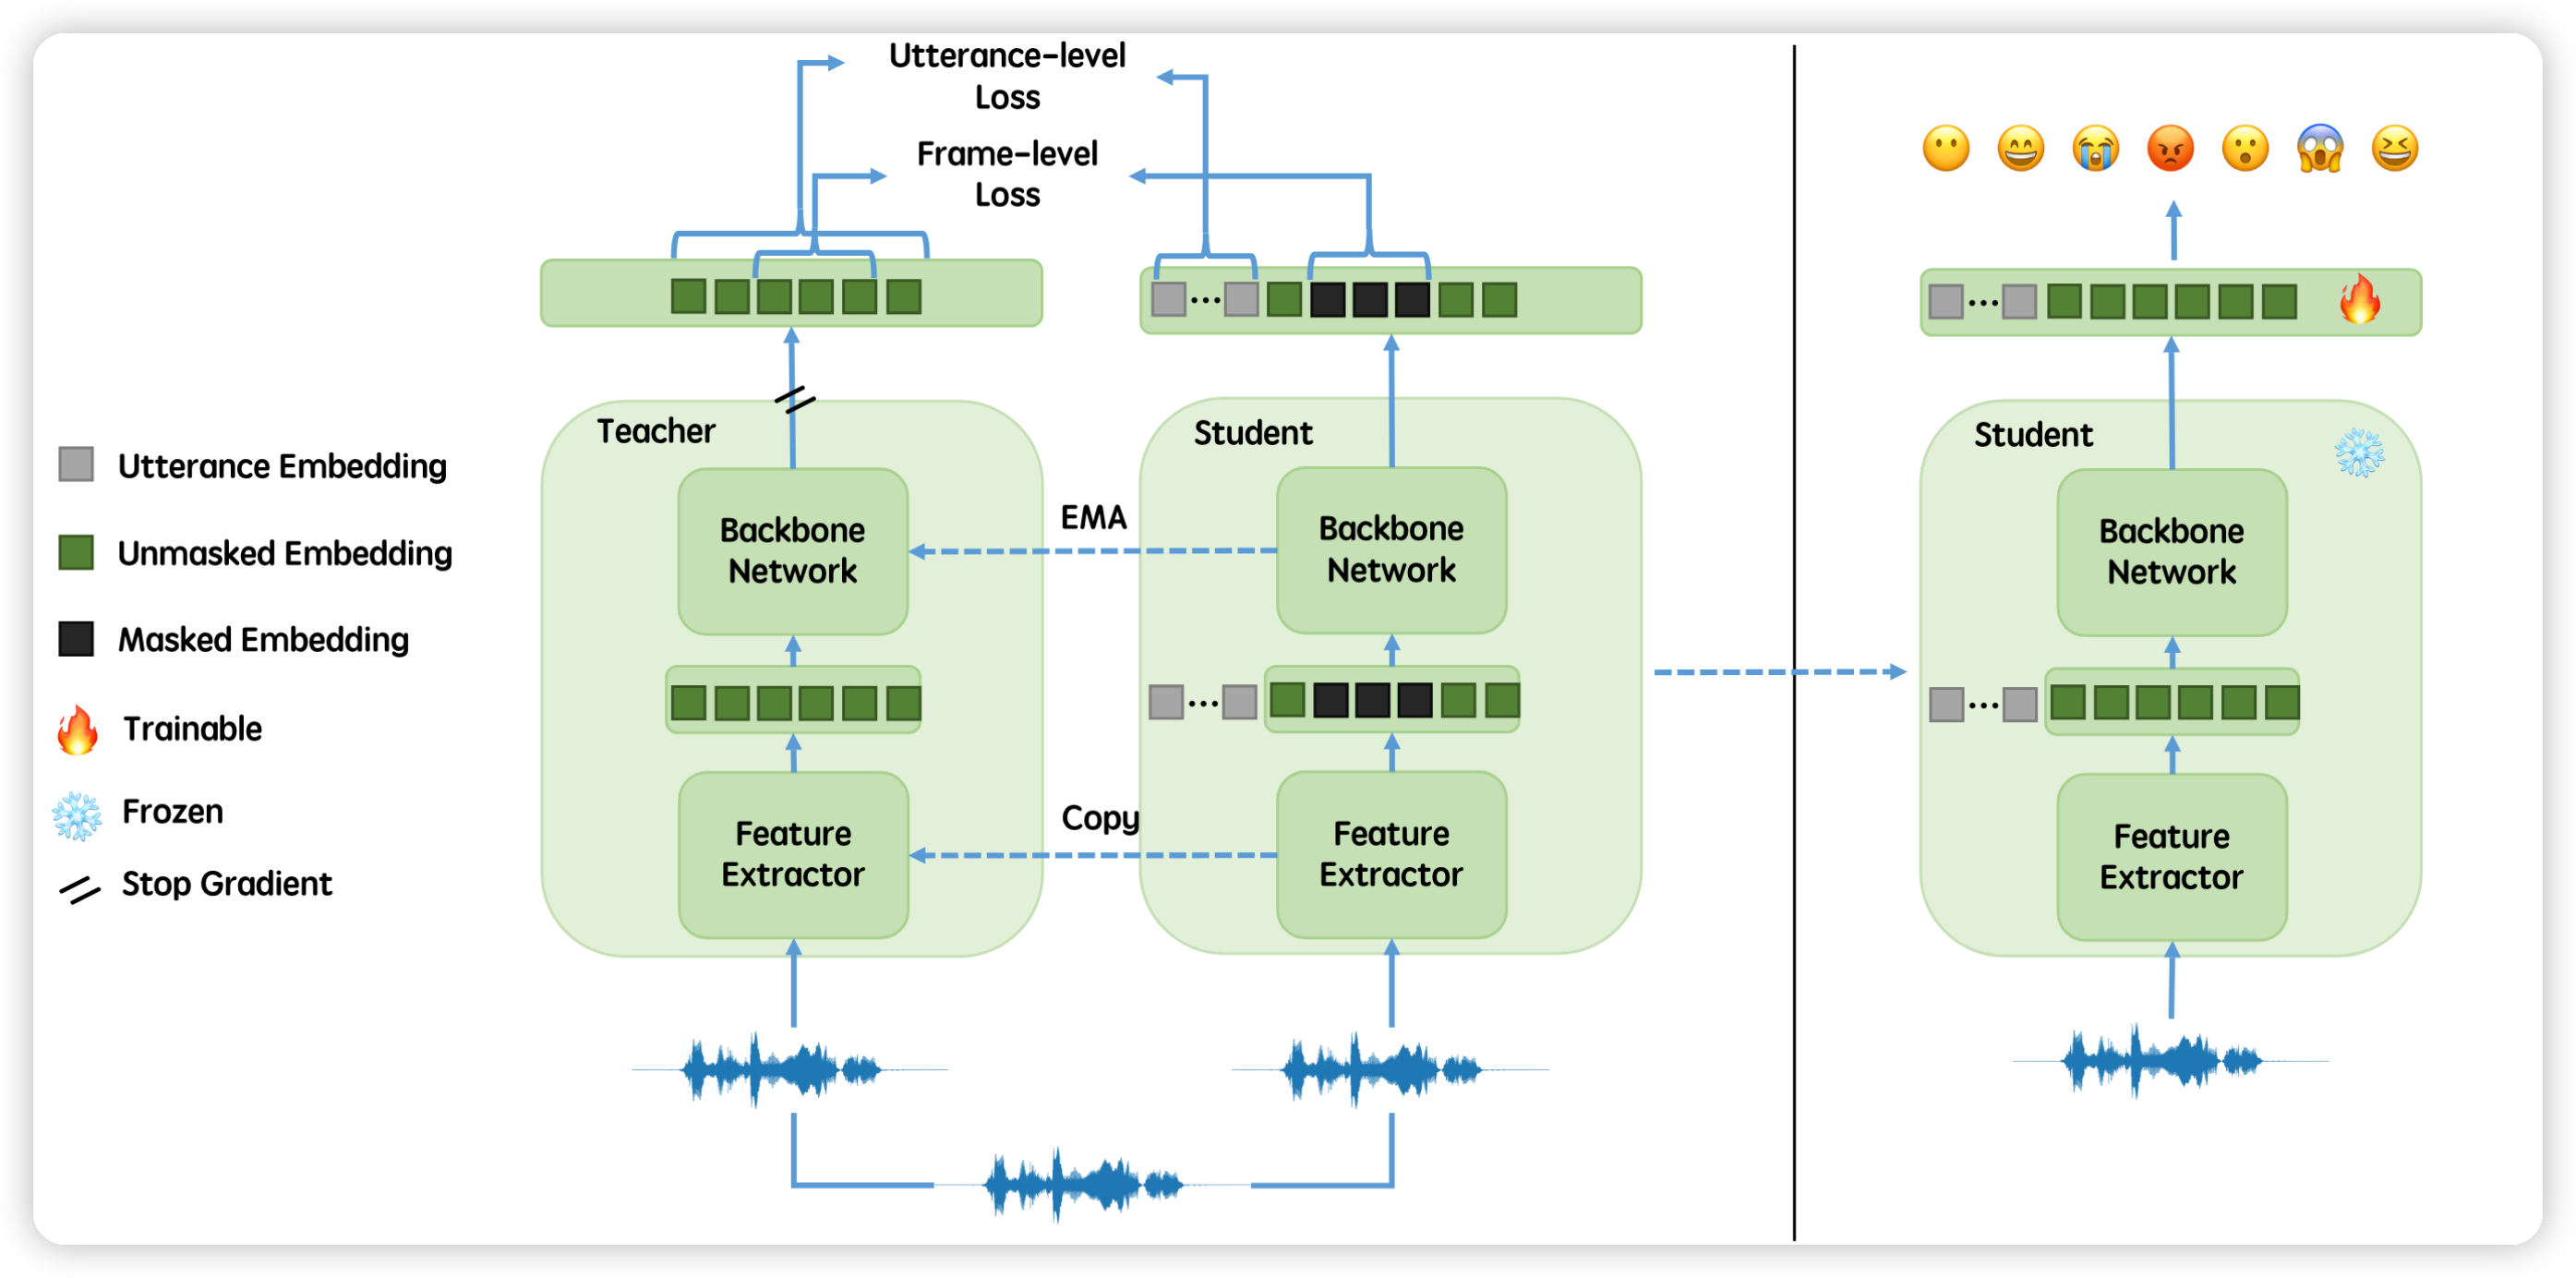 Utterance-level
Loss
Frame-level
Loss
Teacher
Student
Student
Utterance Embedding
Unmasked Embedding
Masked Embedding
Trainable
Frozen
Stop Gradient
Backbone
Network
EMA
Backbone
Network
Backbone
Network
Feature
Extractor
Copy
Feature
Extractor
Feature
Extractor